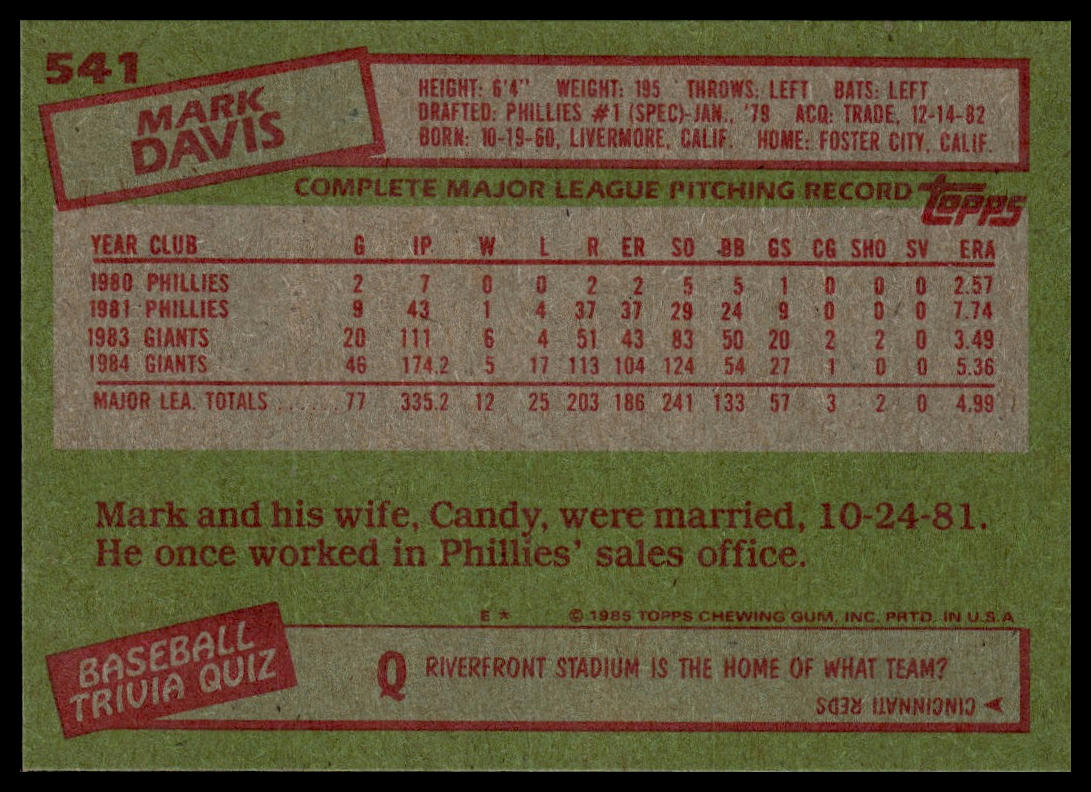 541
MARK
DAVIS
HEIGHT: 6'4" WEIGHT: 195 THROWS: LEFT BATS: LEFT
DRAFTED: PHILLIES #1 (SPEC)-JAN., '79 ACQ: TRADE, 12-14-82
BORN: 10-19-60, LIVERMORE, CALIF. HOME: FOSTER CITY, CALIF.
COMPLETE MAJOR LEAGUE PITCHING RECORD topps
YEAR CLUB G IP W L R ER SO BB GS CG SHO SV ERA
1980 PHILLIES 2 7 0 0 2 2 5 5 1 0 0 0 2.57
1981 PHILLIES 9 43 1 4 37 37 29 24 9 0 0 0 7.74
1983 GIANTS 20 111 6 4 51 43 83 50 20 2 2 0 3.49
1984 GIANTS 46 174.2 5 17 113 104 124 54 27 1 0 0 5.36
MAJOR LEA. TOTALS ...... 77 335.2 12 25 203 186 241 133 57 3 2 0 4.99
Mark and his wife, Candy, were married, 10-24-81.
He once worked in Phillies' sales office.
E * © 1985 TOPPS CHEWING GUM, INC. PRTD. IN U.S.A
BASEBALL
TRIVIA QUIZ
Q RIVERFRONT STADIUM IS THE HOME OF WHAT TEAM?
A CINCINNATI REDS